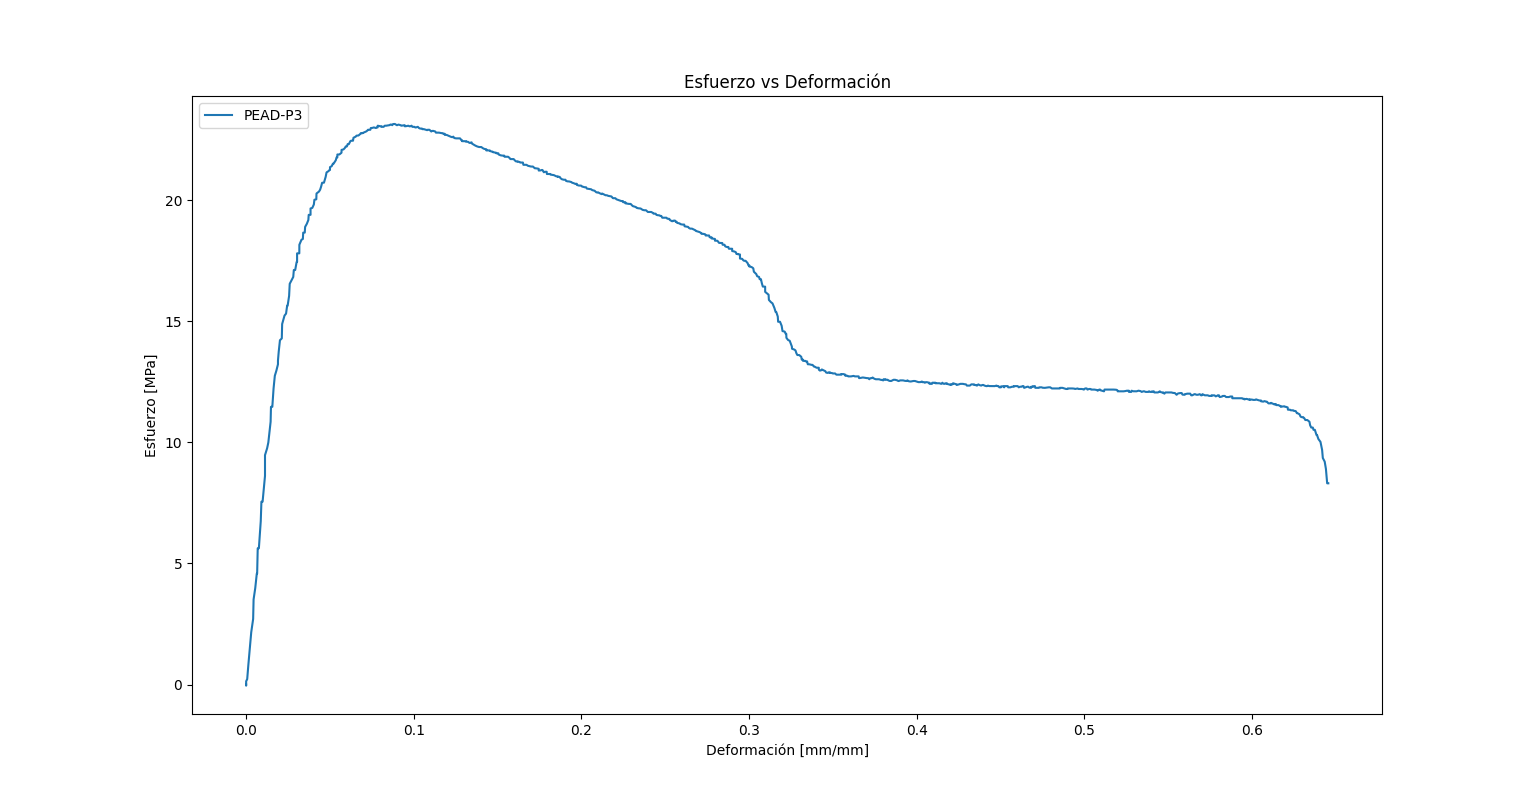 Esfuerzo vs Deformación
PEAD-P3
20
15
10
5
0
Esfuerzo [MPa]
0.0 0.1 0.2 0.3 0.4 0.5 0.6
Deformación [mm/mm]